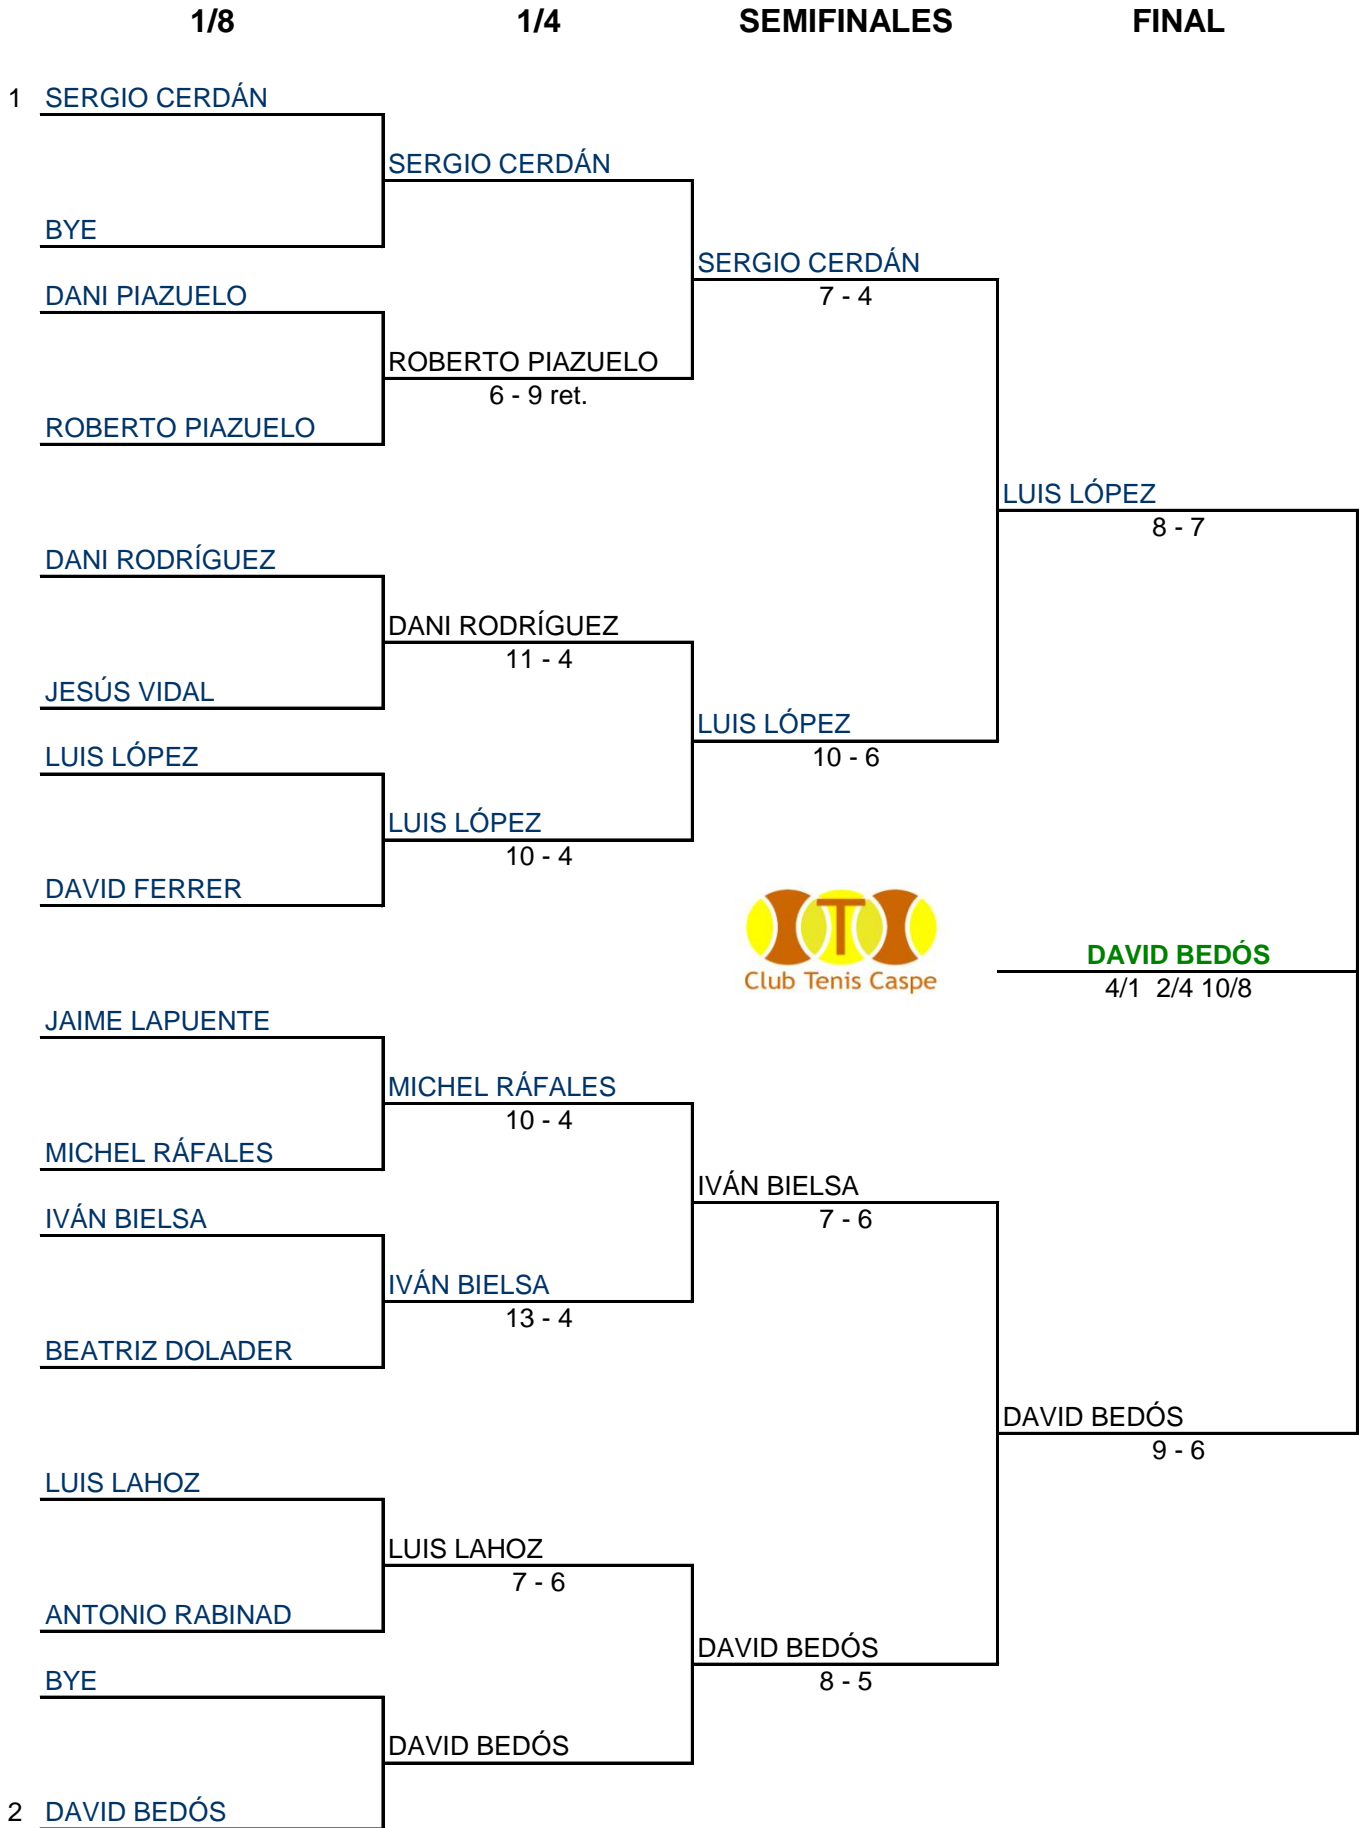 1/8 1/4 SEMIFINALES FINAL
1 SERGIO CERDÁN
SERGIO CERDÁN
BYE
SERGIO CERDÁN
DANI PIAZUELO
7 - 4
ROBERTO PIAZUELO
6 - 9 ret.
ROBERTO PIAZUELO
LUIS LÓPEZ
8 - 7
DANI RODRÍGUEZ
DANI RODRÍGUEZ
11 - 4
JESÚS VIDAL
LUIS LÓPEZ
LUIS LÓPEZ
10 - 6
LUIS LÓPEZ
10 - 4
DAVID FERRER
T
Club Tenis Caspe
DAVID BEDÓS
4/1 2/4 10/8
JAIME LAPUENTE
MICHEL RÁFALES
10 - 4
MICHEL RÁFALES
IVÁN BIELSA
IVÁN BIELSA
7 - 6
IVÁN BIELSA
13 - 4
BEATRIZ DOLADER
DAVID BEDÓS
9 - 6
LUIS LAHOZ
LUIS LAHOZ
7 - 6
ANTONIO RABINAD
DAVID BEDÓS
BYE
8 - 5
DAVID BEDÓS
2 DAVID BEDÓS